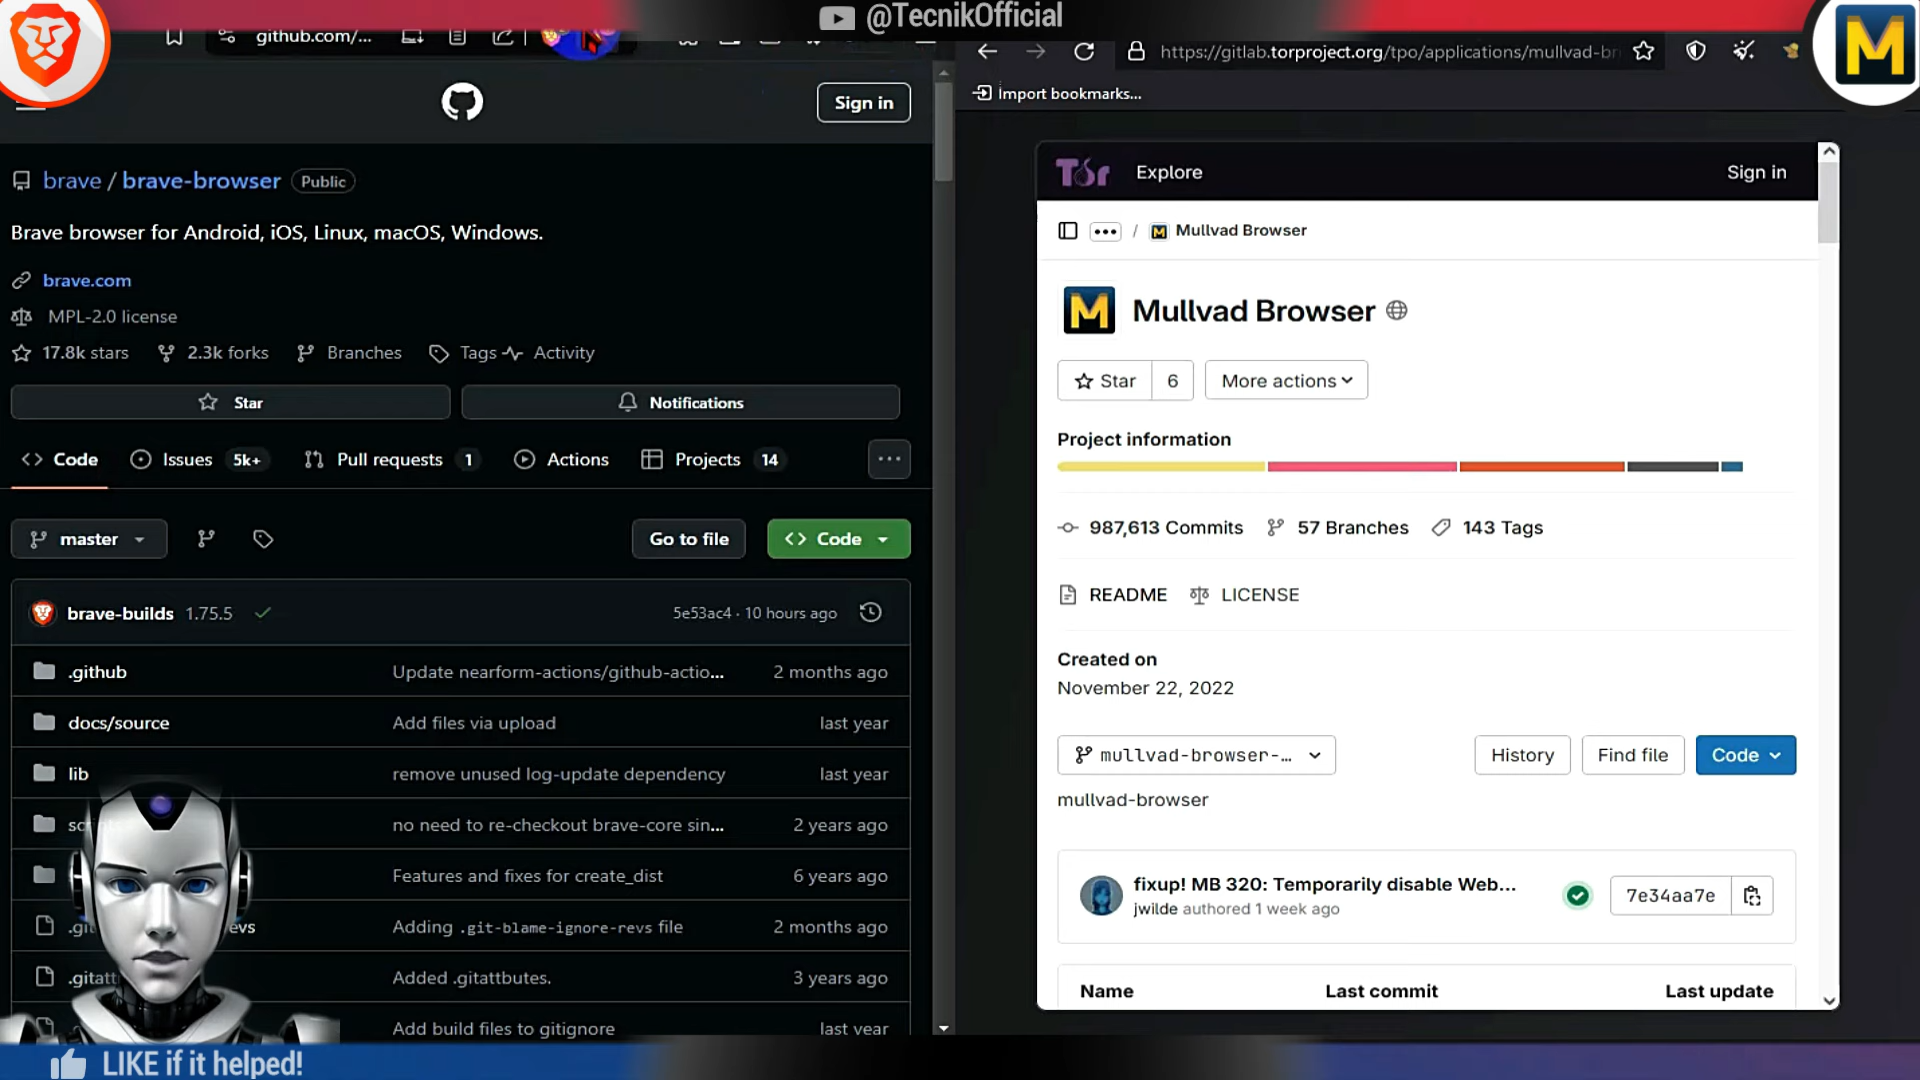 @TecnikOfficial
github.com/...
Sign in
brave / brave-browser Public
Brave browser for Android, iOS, Linux, macOS, Windows.
brave.com
MPL-2.0 license
17.8k stars 2.3k forks Branches Tags Activity
Star Notifications
Code Issues 5k+ Pull requests 1 Actions Projects 14
master Go to file Code
brave-builds 1.75.5 5e53ac4 · 10 hours ago
.github Update nearform-actions/github-actio... 2 months ago
docs/source Add files via upload last year
lib remove unused log-update dependency last year
no need to re-checkout brave-core sin... 2 years ago
Features and fixes for create_dist 6 years ago
evs Adding .git-blame-ignore-revs file 2 months ago
.gitatt Added .gitattbutes. 3 years ago
Add build files to gitignore last year
LIKE if it helped!
https://gitlab.torproject.org/tpo/applications/mullvad-br
M
Import bookmarks...
Tor Explore Sign in
... / M Mullvad Browser
M Mullvad Browser
Star 6 More actions
Project information
987,613 Commits 57 Branches 143 Tags
README LICENSE
Created on
November 22, 2022
mullvad-browser-... History Find file Code
mullvad-browser
fixup! MB 320: Temporarily disable Web...
jwilde authored 1 week ago
7e34aa7e
Name Last commit Last update